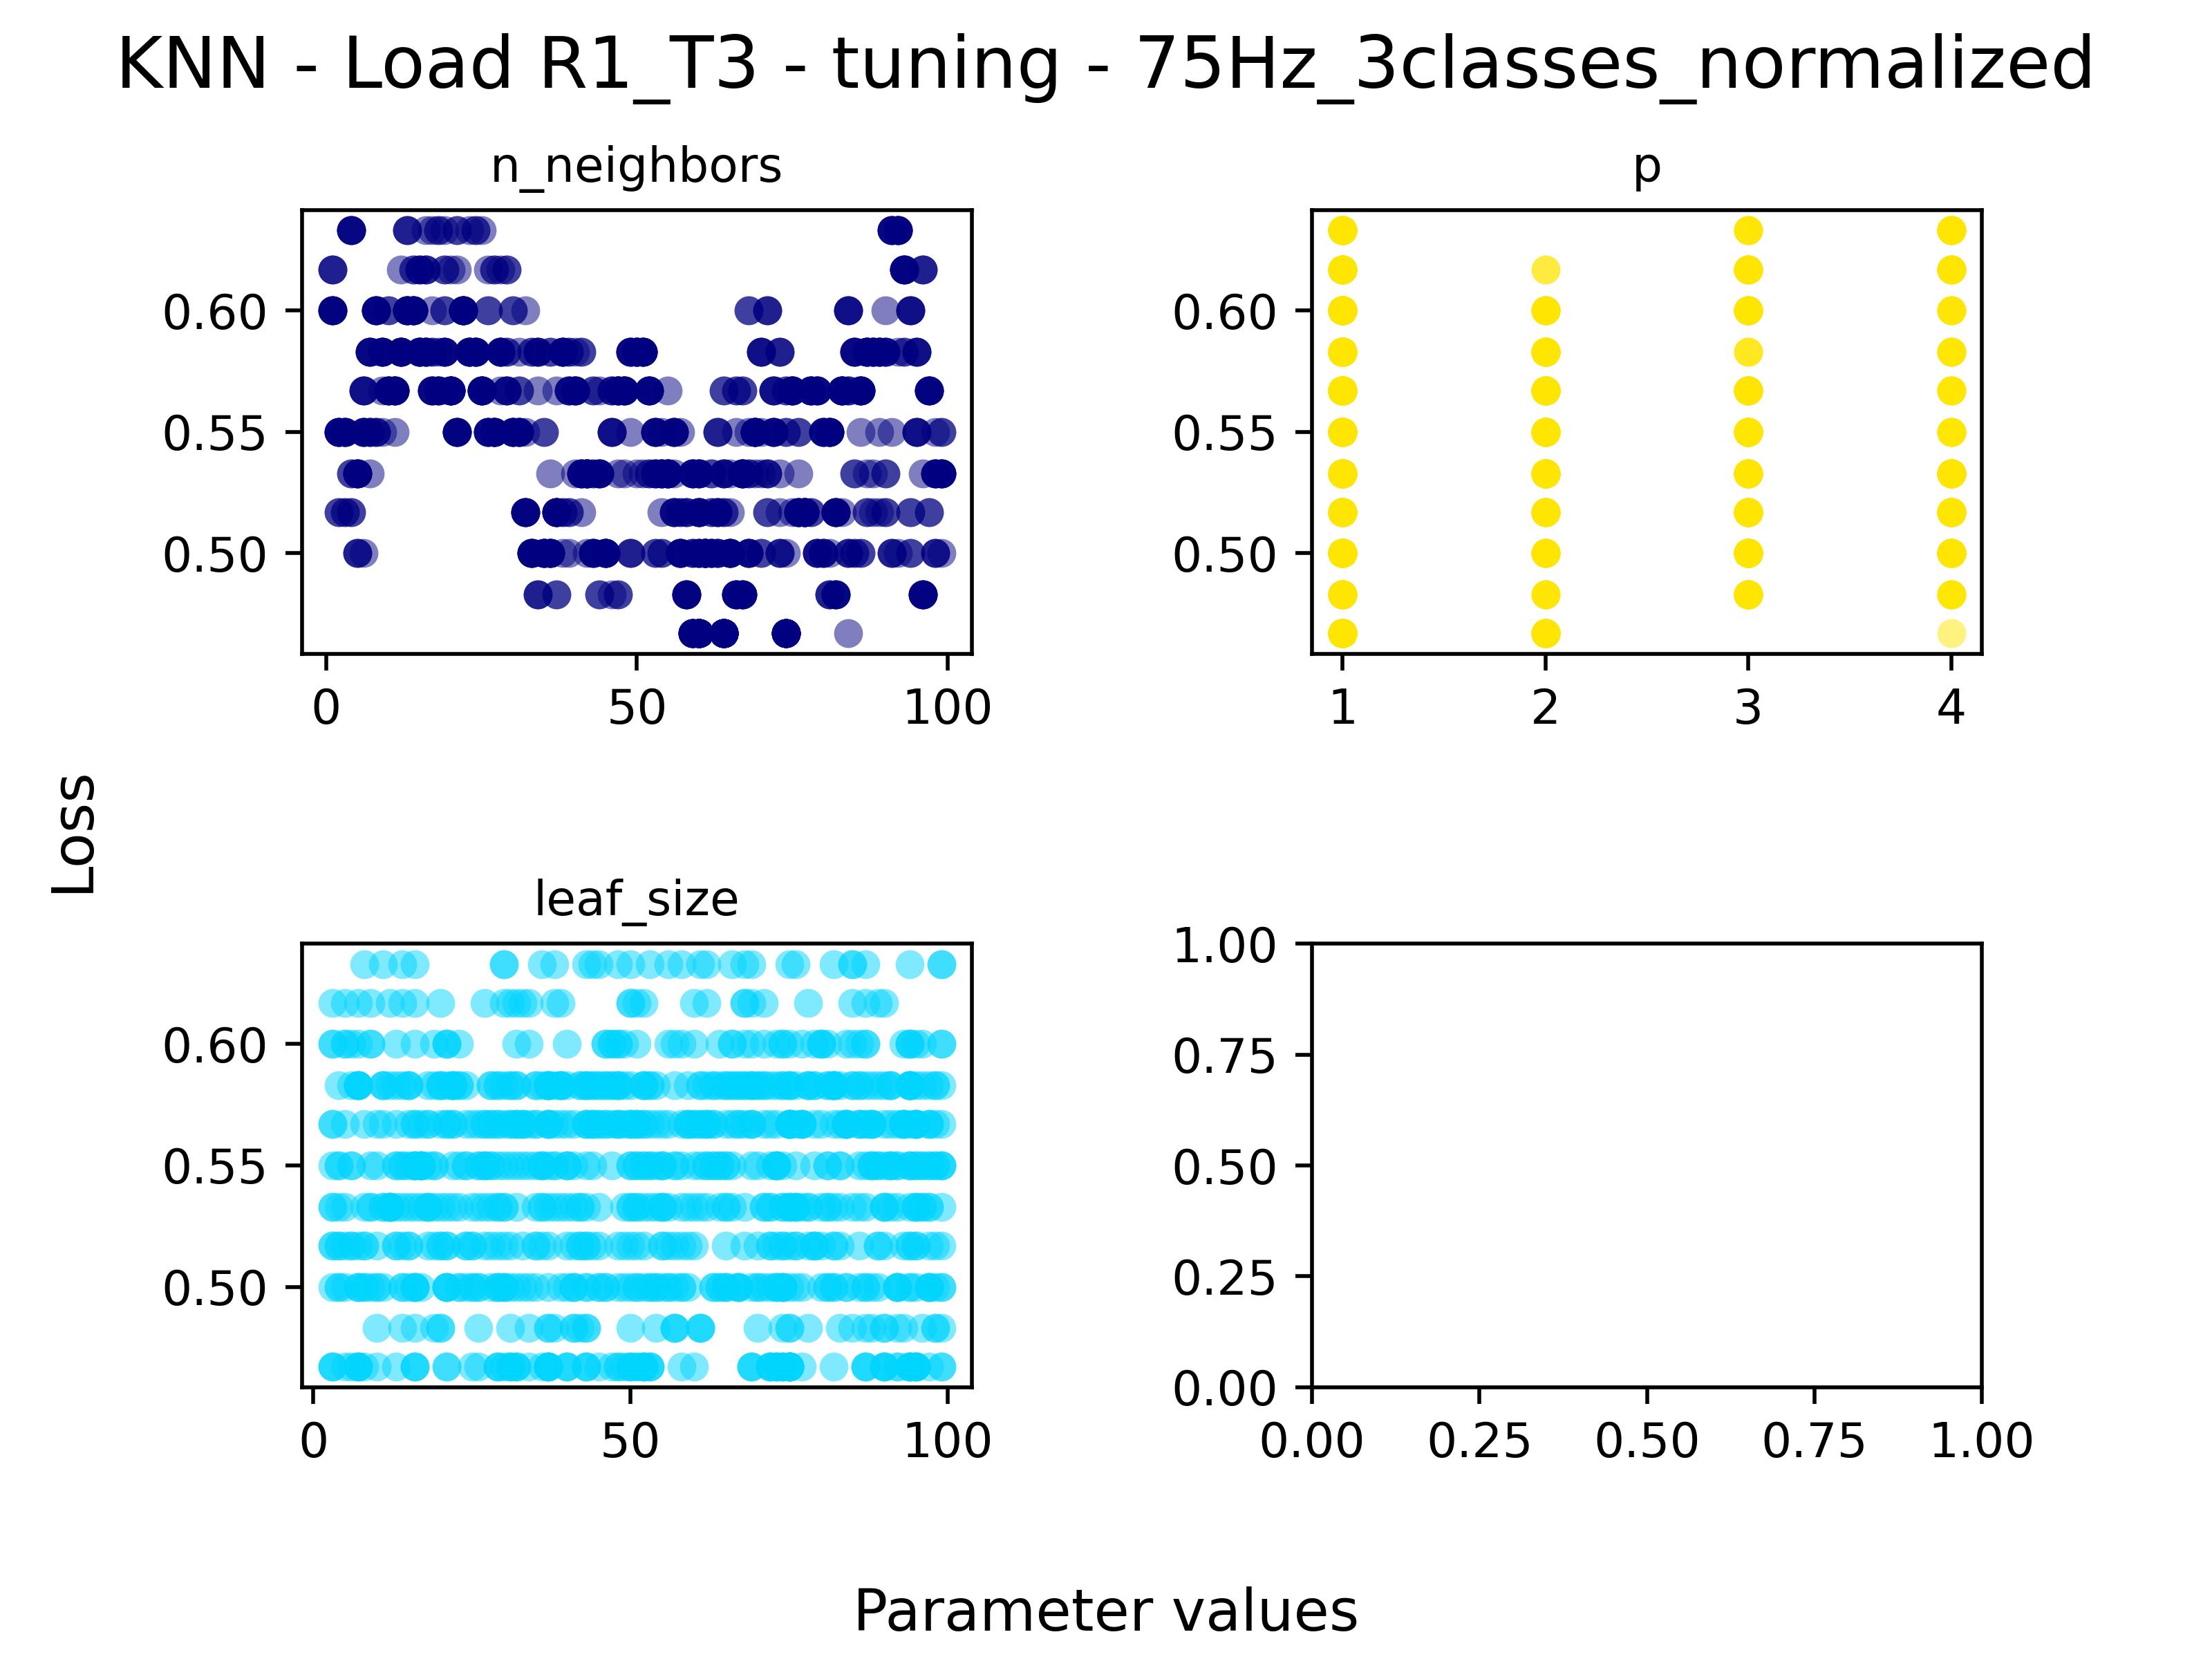 KNN - Load R1_T3 - tuning - 75Hz_3classes_normalized
n_neighbors
0.60
0.55
0.50
0 50 100
p
0.60
0.55
0.50
1 2 3 4
Loss
leaf_size
0.60
0.55
0.50
0 50 100
1.00
0.75
0.50
0.25
0.00
0.00 0.25 0.50 0.75 1.00
Parameter values